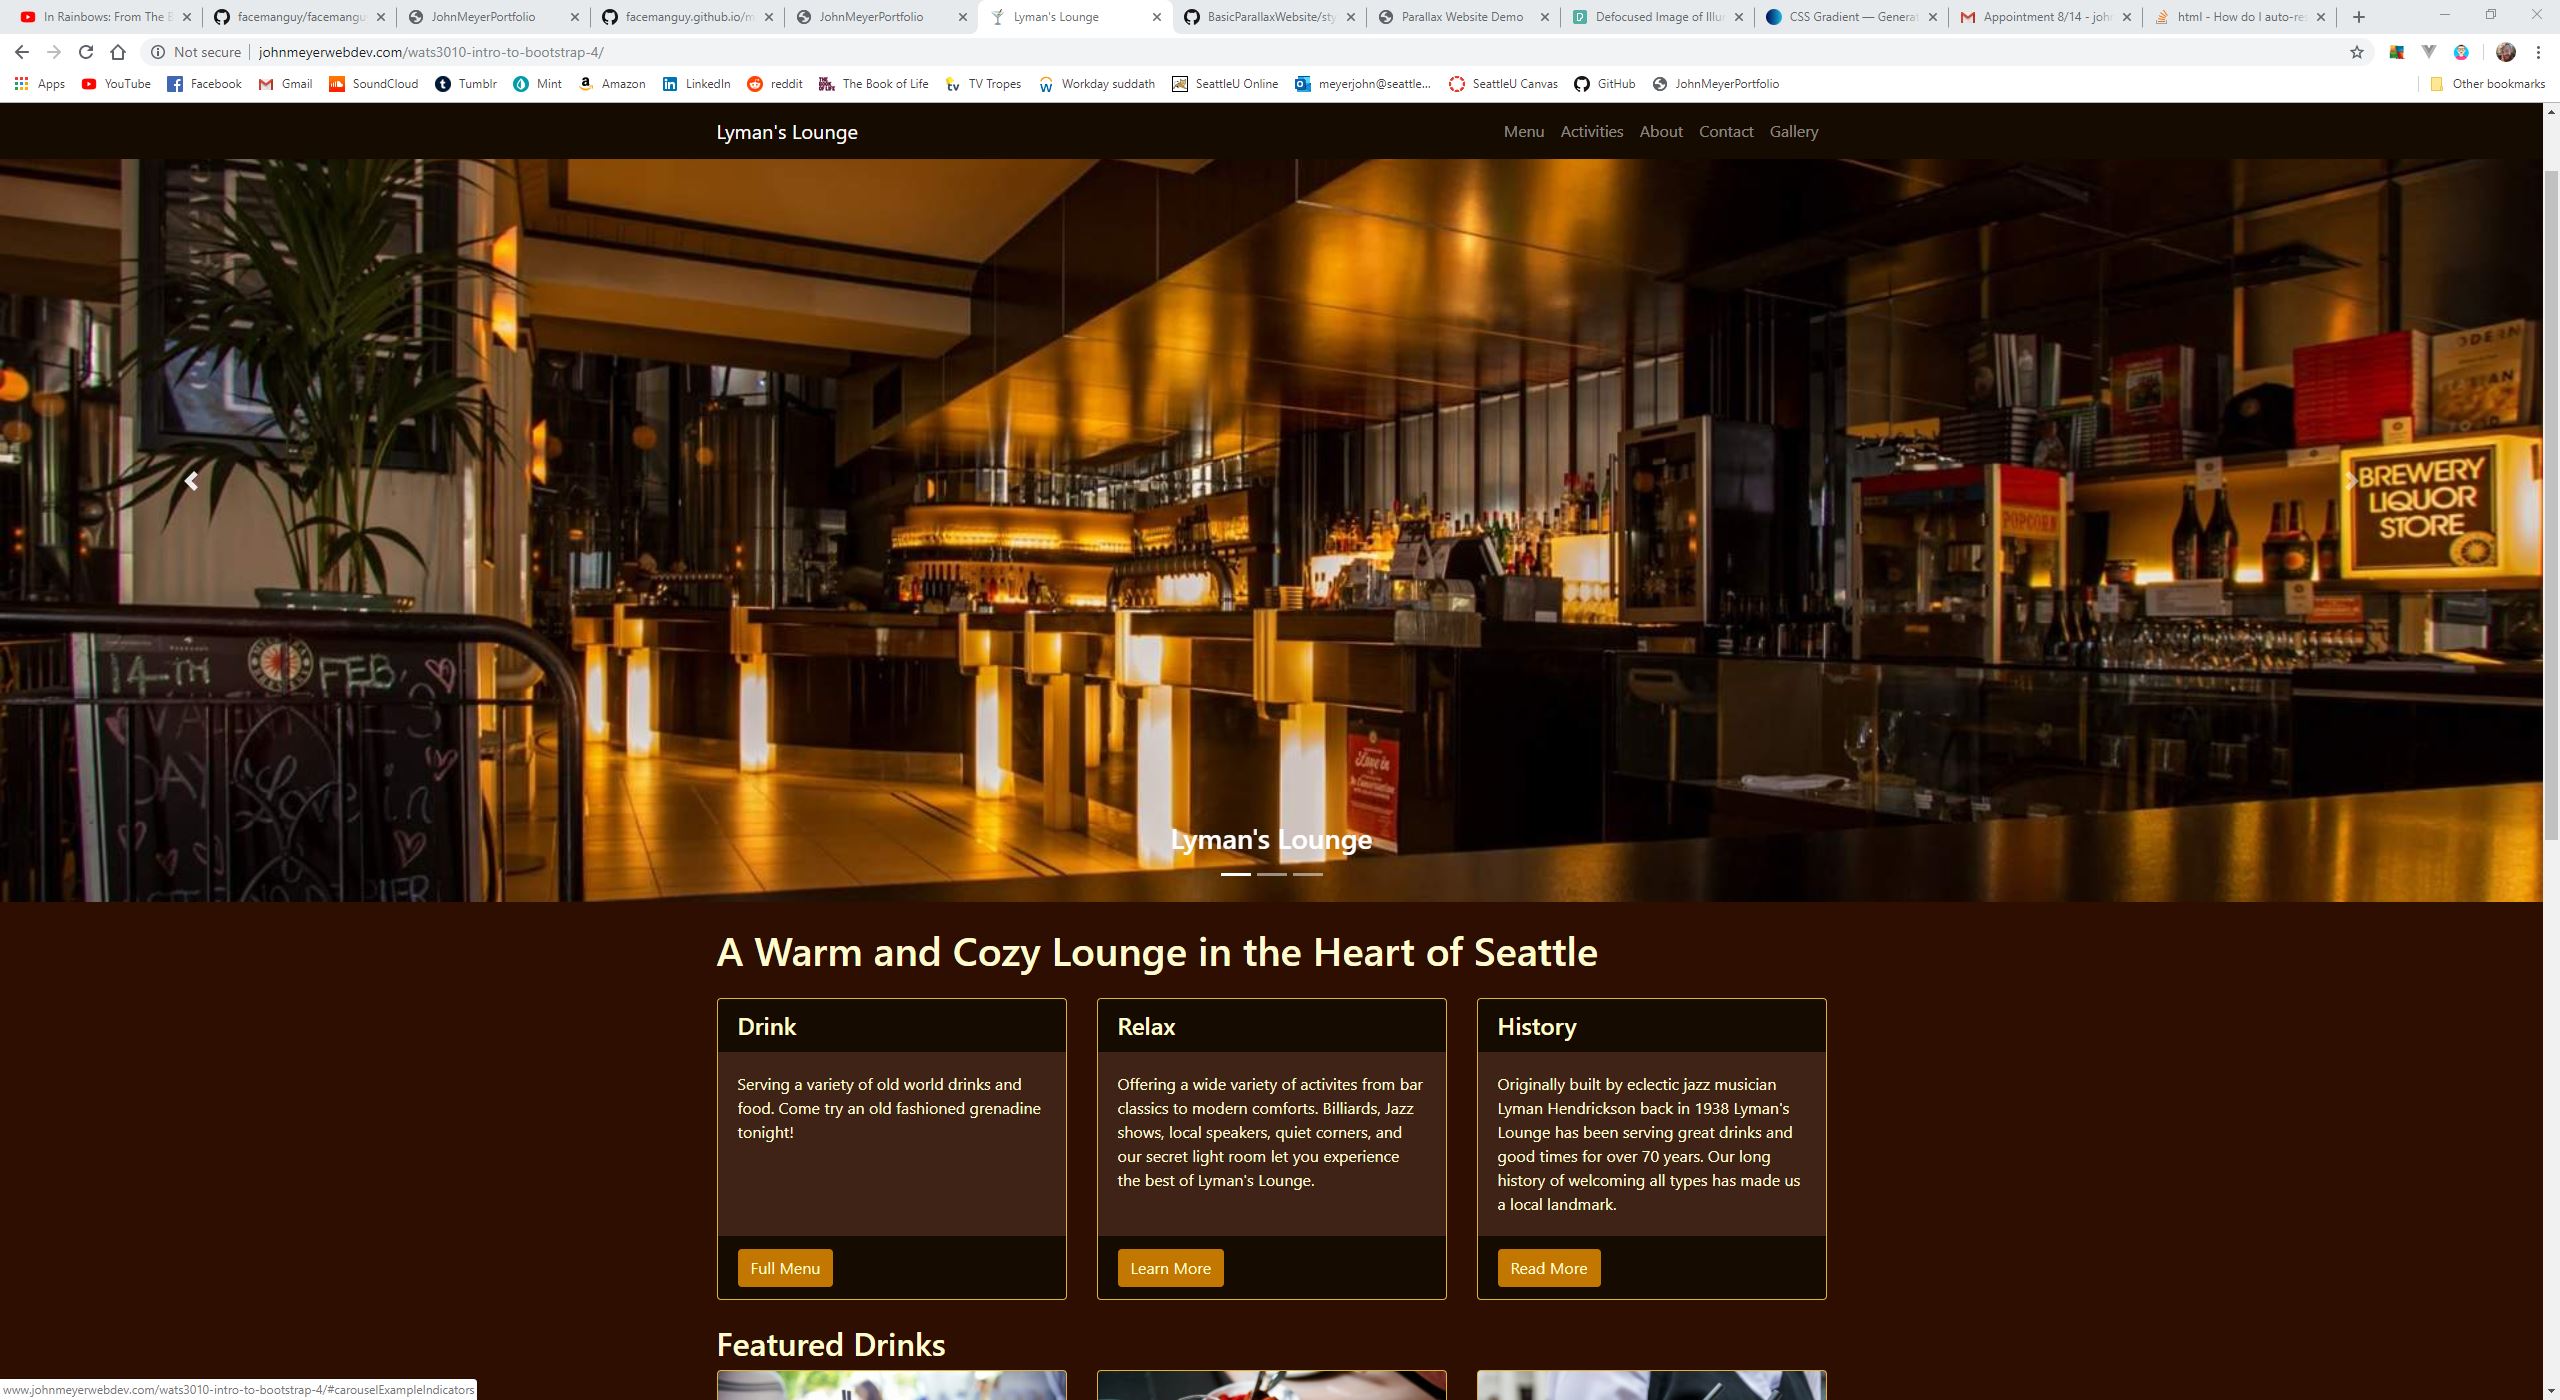 In Rainbows: From The B
facemanguy/facemangu
JohnMeyerPortfolio
facemanguy.github.io/m
JohnMeyerPortfolio
Lyman's Lounge
BasicParallaxWebsite/sty
Parallax Website Demo
Defocused Image of Illur
CSS Gradient — Generat
Appointment 8/14 - joh
html - How do I auto-res
Not secure
johnmeyerwebdev.com/wats3010-intro-to-bootstrap-4/
Apps
YouTube
Facebook
Gmail
SoundCloud
Tumblr
Mint
Amazon
LinkedIn
reddit
The Book of Life
TV Tropes
Workday suddath
SeattleU Online
meyerjohn@seattle...
SeattleU Canvas
GitHub
JohnMeyerPortfolio
Other bookmarks
Lyman's Lounge
Menu Activities About Contact Gallery
BREWERY
LIQUOR
STORE
POPCORN
14-TH FEB
Love in
Lyman's Lounge
A Warm and Cozy Lounge in the Heart of Seattle
Drink
Serving a variety of old world drinks and
food. Come try an old fashioned grenadine
tonight!
Full Menu
Relax
Offering a wide variety of activites from bar
classics to modern comforts. Billiards, Jazz
shows, local speakers, quiet corners, and
our secret light room let you experience
the best of Lyman's Lounge.
Learn More
History
Originally built by eclectic jazz musician
Lyman Hendrickson back in 1938 Lyman's
Lounge has been serving great drinks and
good times for over 70 years. Our long
history of welcoming all types has made us
a local landmark.
Read More
Featured Drinks
www.johnmeyerwebdev.com/wats3010-intro-to-bootstrap-4/#carouselExampleIndicators